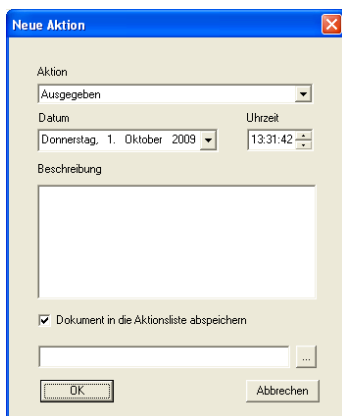 Neue Aktion
Aktion
Ausgegeben
Datum Uhrzeit
Donnerstag, 1. Oktober 2009 13:31:42
Beschreibung
Dokument in die Aktionsliste abspeichern
...
OK Abbrechen